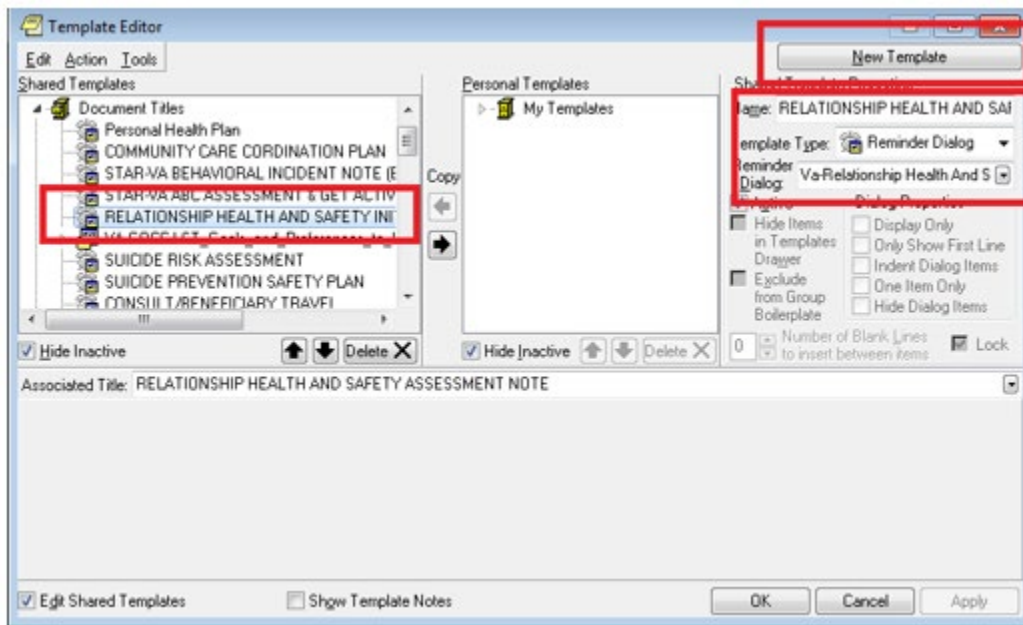 Template Editor
Edit Action Tools
New Template
Shared Templates
Document Titles
Personal Health Plan
COMMUNITY CARE CORDINATION PLAN
STAR-VA BEHAVIORAL INCIDENT NOTE (E
STAR-VA ABC ASSESSMENT & GET ACTIV
RELATIONSHIP HEALTH AND SAFETY INI
SUICIDE RISK ASSESSMENT
SUICIDE PREVENTION SAFETY PLAN
CONSULT/BENEFICIARY TRAVEL
Hide Inactive
Delete
Copy
Personal Templates
My Templates
Hide Inactive
Delete
Name: RELATIONSHIP HEALTH AND SAF
Template Type: Reminder Dialog
Reminder Dialog: Va-Relationship Health And S
Active
Hide Items
in Templates
Drawer
Exclude
from Group
Boilerplate
Dialog Properties
Display Only
Only Show First Line
Indent Dialog Items
One Item Only
Hide Dialog Items
0 Number of Blank Lines
to insert between items
Lock
Associated Title: RELATIONSHIP HEALTH AND SAFETY ASSESSMENT NOTE
Edit Shared Templates
Show Template Notes
OK
Cancel
Apply